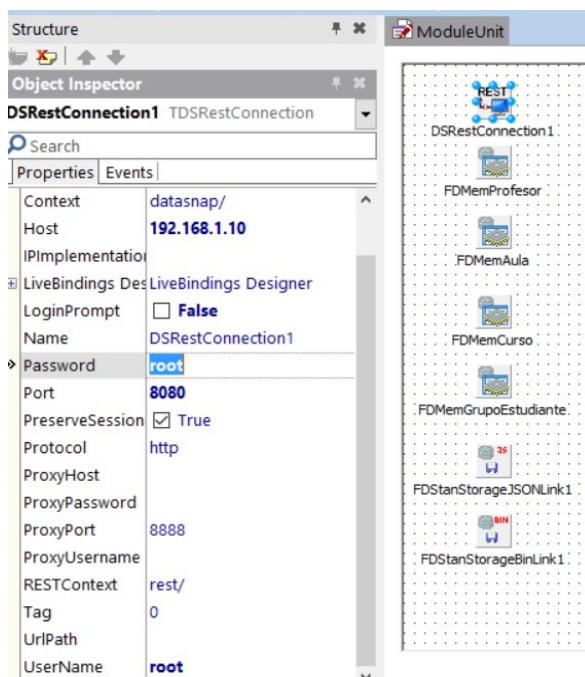 Structure
Object Inspector
DSRestConnection1 TDSRestConnection
Search
Properties Events
Context datasnap/
Host 192.168.1.10
IPImplementation
LiveBindings Des LiveBindings Designer
LoginPrompt False
Name DSRestConnection1
Password root
Port 8080
PreserveSession True
Protocol http
ProxyHost
ProxyPassword
ProxyPort 8888
ProxyUsername
RESTContext rest/
Tag 0
UrlPath
UserName root
ModuleUnit
REST
DSRestConnection1
FDMemProfesor
FDMemAula
FDMemCurso
FDMemGrupoEstudiante
JS
FDStanStorageJSONLink1
BIN
FDStanStorageBinLink1